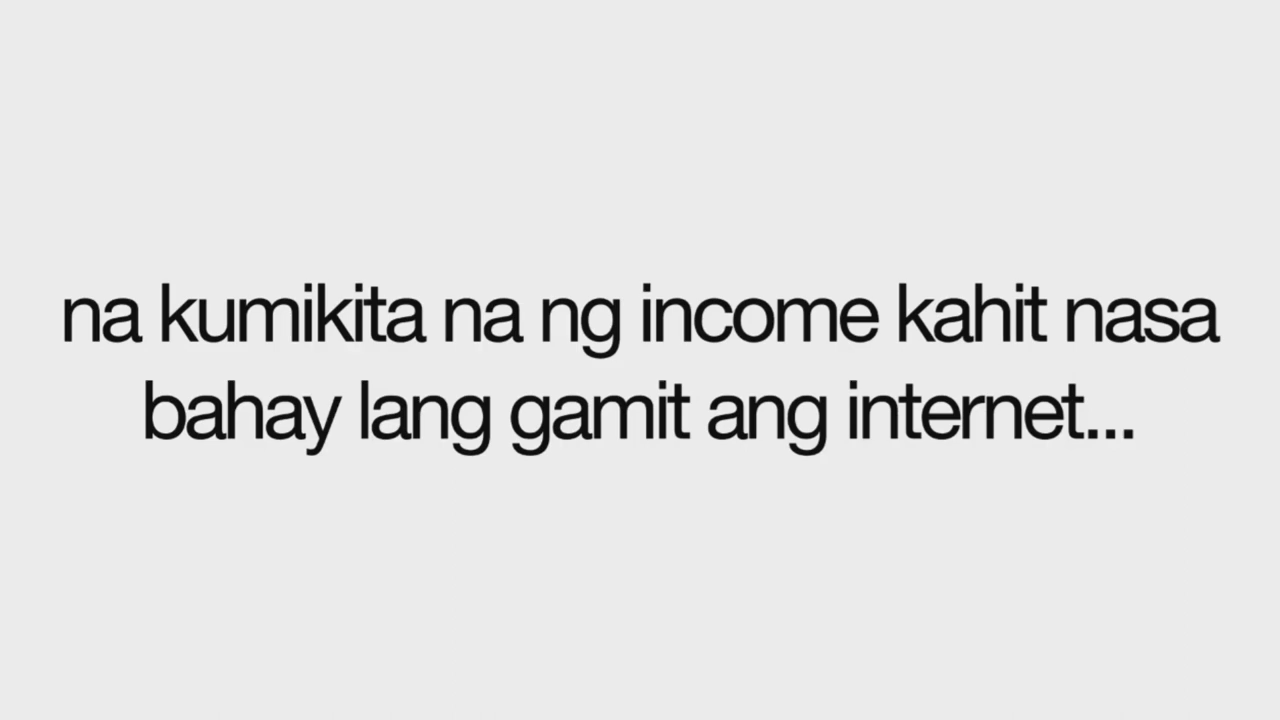 na kumikita na ng income kahit nasa
bahay lang gamit ang internet...